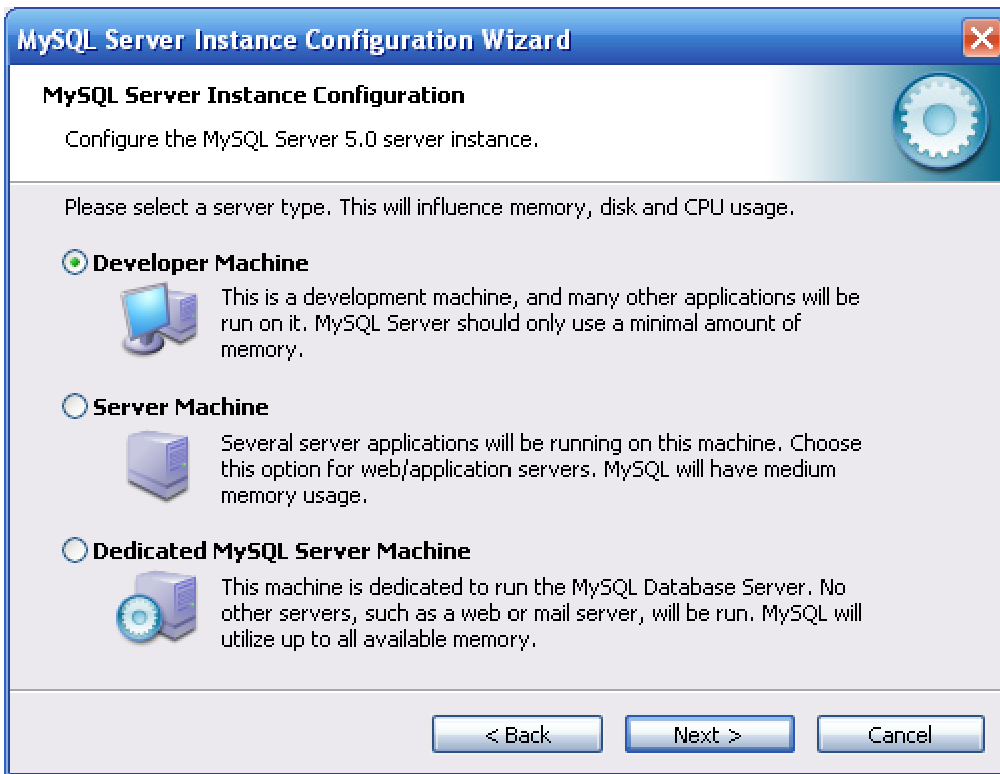 MySQL Server Instance Configuration Wizard
MySQL Server Instance Configuration
Configure the MySQL Server 5.0 server instance.
Please select a server type. This will influence memory, disk and CPU usage.
Developer Machine
This is a development machine, and many other applications will be
run on it. MySQL Server should only use a minimal amount of
memory.
Server Machine
Several server applications will be running on this machine. Choose
this option for web/application servers. MySQL will have medium
memory usage.
Dedicated MySQL Server Machine
This machine is dedicated to run the MySQL Database Server. No
other servers, such as a web or mail server, will be run. MySQL will
utilize up to all available memory.
< Back Next > Cancel